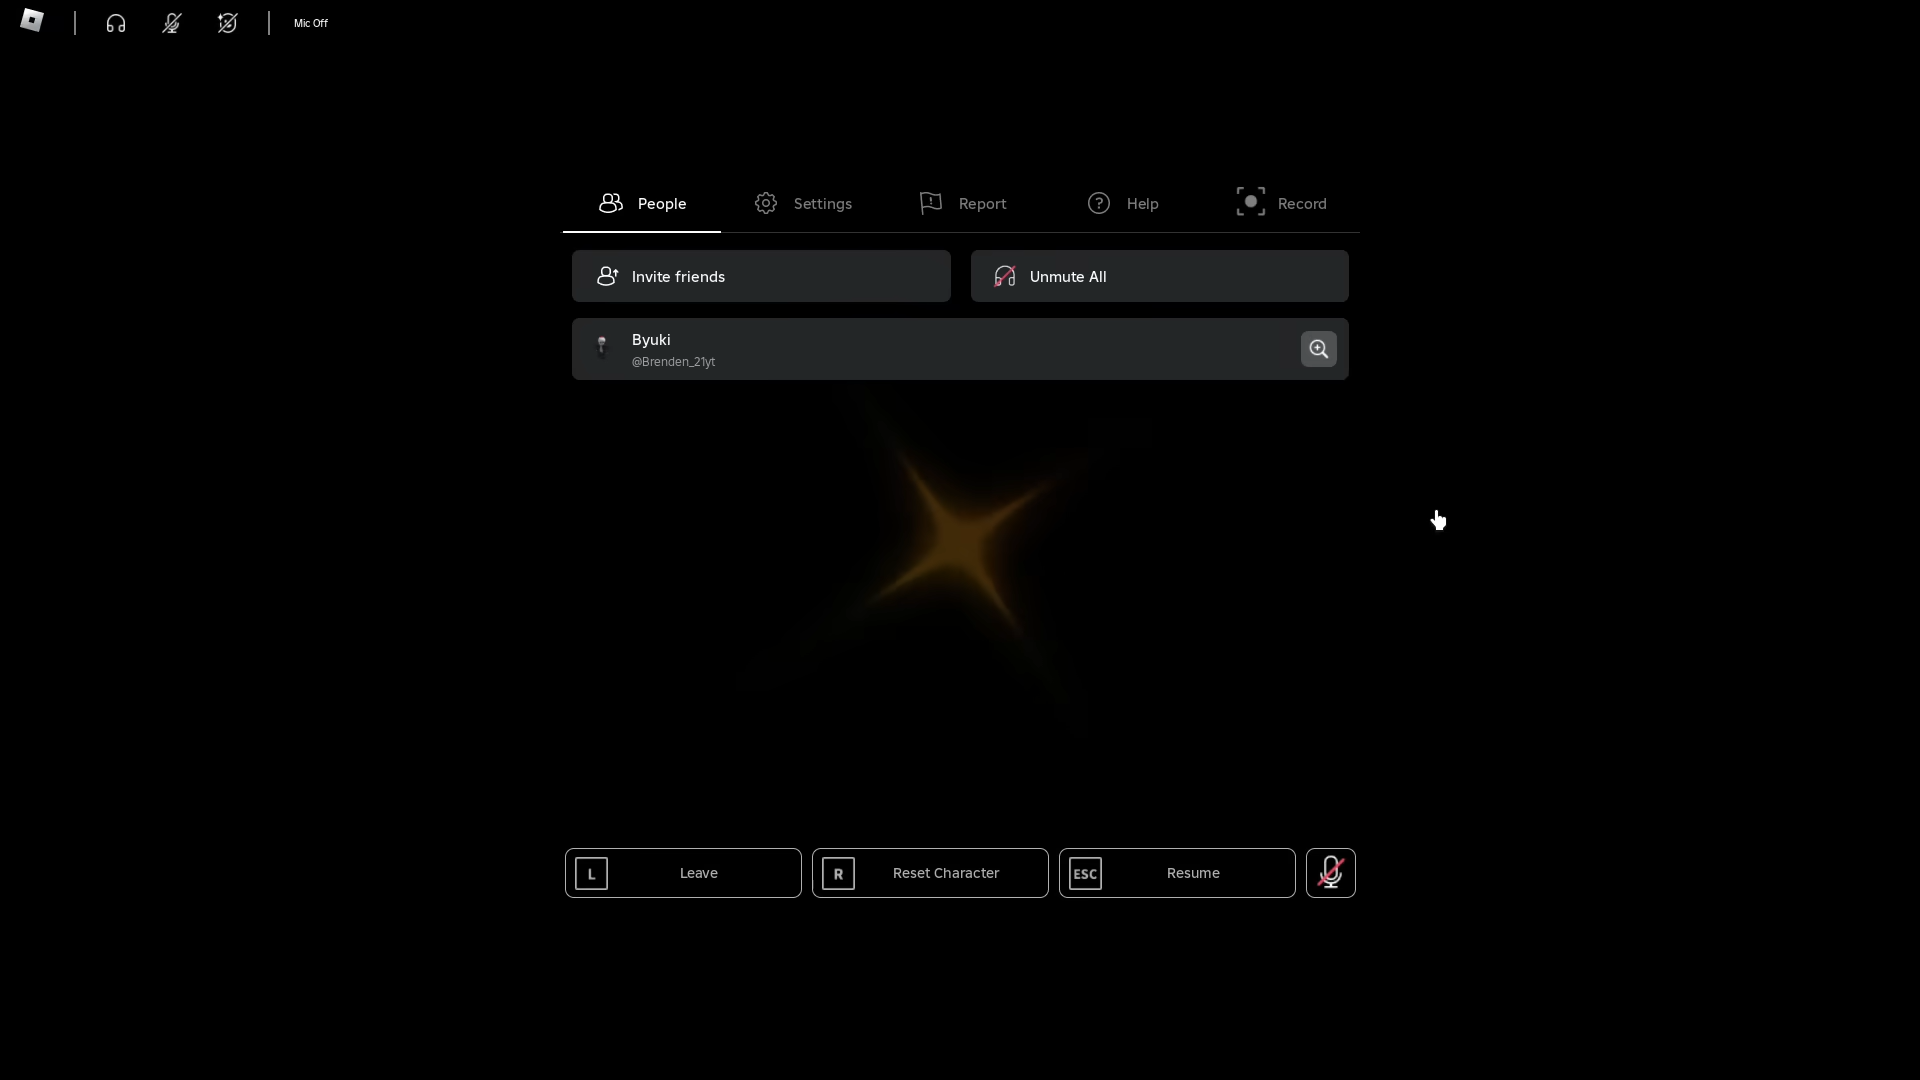 Mic Off
People
Settings
Report
Help
Record
Invite friends
Unmute All
Byuki
@Brenden_21yt
L
Leave
R
Reset Character
ESC
Resume